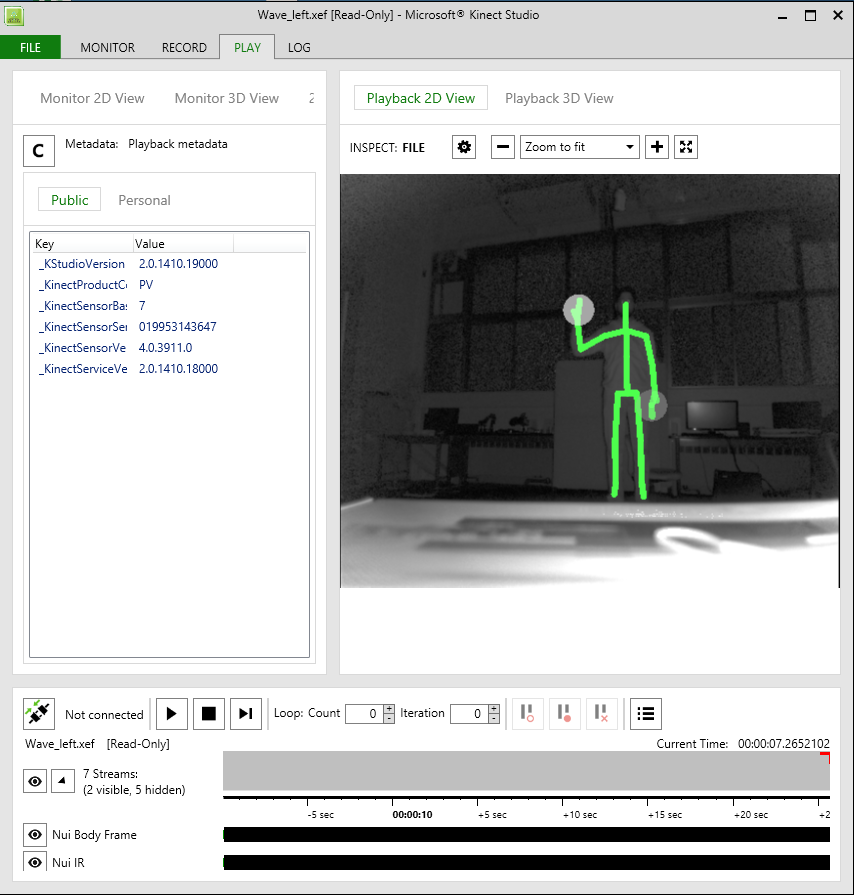 Wave_left.xef [Read-Only] - Microsoft® Kinect Studio
FILE MONITOR RECORD PLAY LOG
Monitor 2D View Monitor 3D View 2
Playback 2D View Playback 3D View
C Metadata: Playback metadata
INSPECT: FILE Zoom to fit
Public Personal
Key Value
_KStudioVersion 2.0.1410.19000
_KinectProductCo PV
_KinectSensorBas 7
_KinectSensorSer 019953143647
_KinectSensorVe 4.0.3911.0
_KinectServiceVe 2.0.1410.18000
Not connected Loop: Count 0 Iteration 0
Wave_left.xef [Read-Only] Current Time: 00:00:07.2652102
7 Streams:
(2 visible, 5 hidden)
-5 sec 00:00:10 +5 sec +10 sec +15 sec +20 sec +2
Nui Body Frame
Nui IR